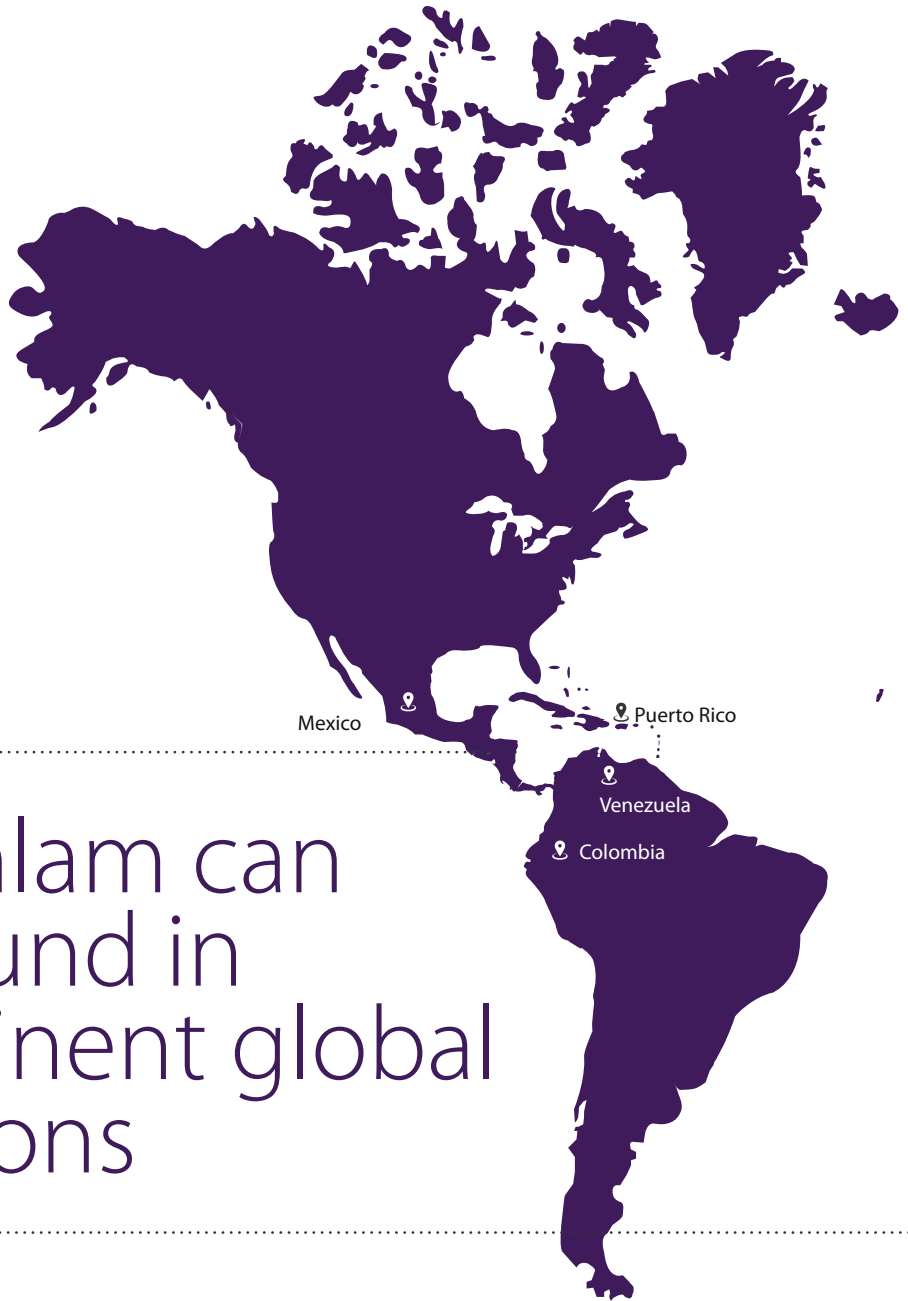 Puerto Rico
Mexico
Venezuela
Colombia
alam can
und in
inent global
ons